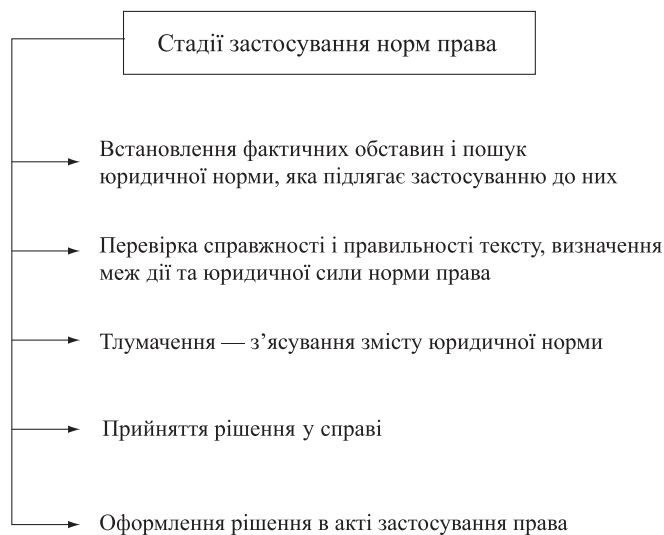 Стадії застосування норм права
Встановлення фактичних обставин і пошук
юридичної норми, яка підлягає застосуванню до них
Перевірка справжності і правильності тексту, визначення
меж дії та юридичної сили норми права
Тлумачення — з’ясування змісту юридичної норми
Прийняття рішення у справі
Оформлення рішення в акті застосування права